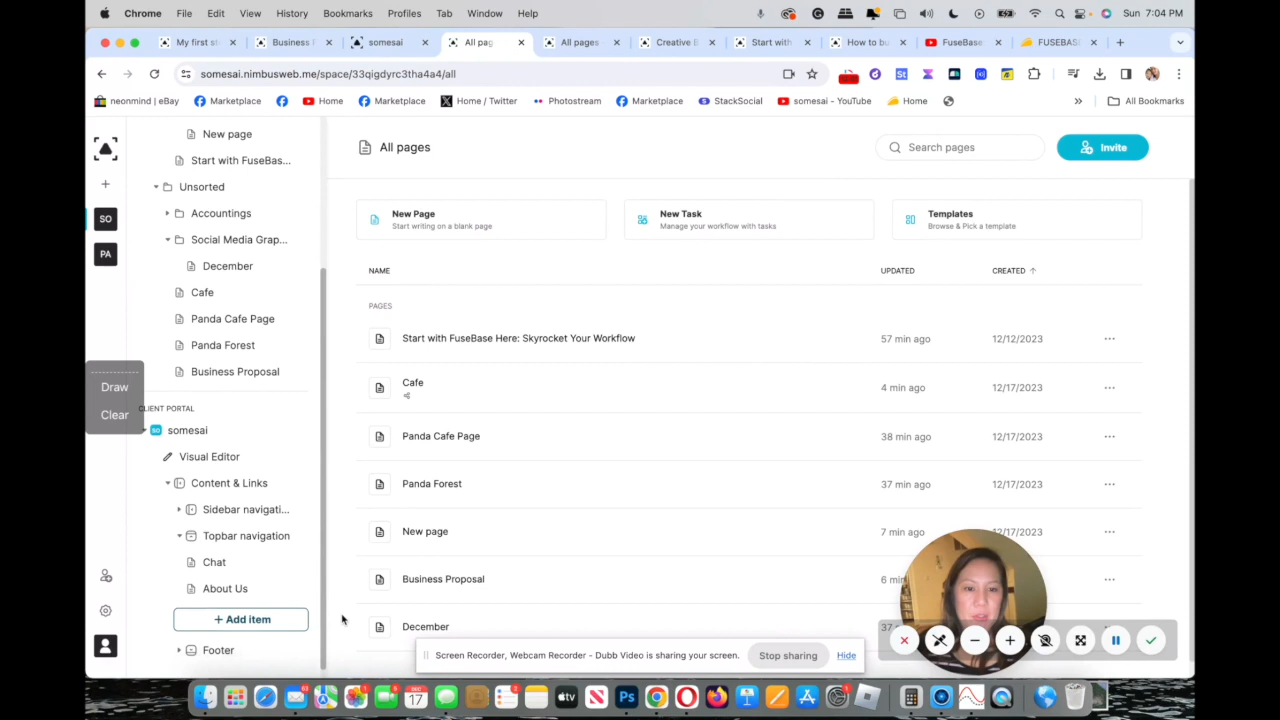 Chrome File Edit View History Bookmarks Profiles Tab Window Help Sun 7:04 PM
My first st Business F somesai All pag All pages Creative B Start with How to bu FuseBase FUSEBAS
somesai.nimbusweb.me/space/33qigdyrc3tha4a4/all
neonmind | eBay Marketplace Home Marketplace Home / Twitter Photostream Marketplace StackSocial somesai - YouTube Home All Bookmarks
New page
Start with FuseBas...
Unsorted
Accountings
Social Media Grap...
December
Cafe
Panda Cafe Page
Panda Forest
Business Proposal
SO
PA
Draw
Clear
CLIENT PORTAL
so somesai
Visual Editor
Content & Links
Sidebar navigati...
Topbar navigation
Chat
About Us
+ Add item
Footer
All pages Search pages Invite
New Page
Start writing on a blank page
New Task
Manage your workflow with tasks
Templates
Browse & Pick a template
NAME UPDATED CREATED
PAGES
Start with FuseBase Here: Skyrocket Your Workflow 57 min ago 12/12/2023
Cafe 4 min ago 12/17/2023
Panda Cafe Page 38 min ago 12/17/2023
Panda Forest 37 min ago 12/17/2023
New page 7 min ago 12/17/2023
Business Proposal 6 min
December 37
Screen Recorder, Webcam Recorder - Dubb Video is sharing your screen. Stop sharing Hide